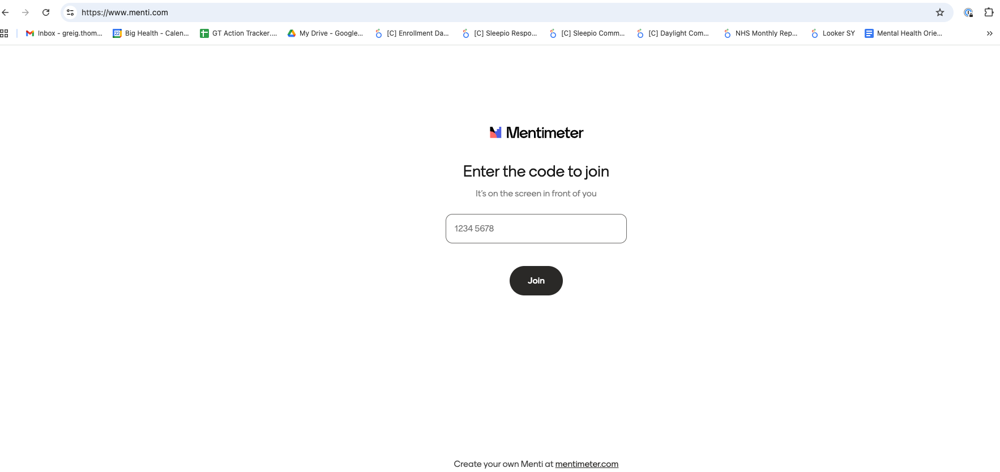 https://www.menti.com
Inbox - greig.thom... Big Health - Calen... GT Action Tracker.... My Drive - Google... [C] Enrollment Da... [C] Sleepio Respo... [C] Sleepio Comm... [C] Daylight Com... NHS Monthly Rep... Looker SY Mental Health Orie...
Mentimeter
Enter the code to join
It's on the screen in front of you
1234 5678
Join
Create your own Menti at mentimeter.com